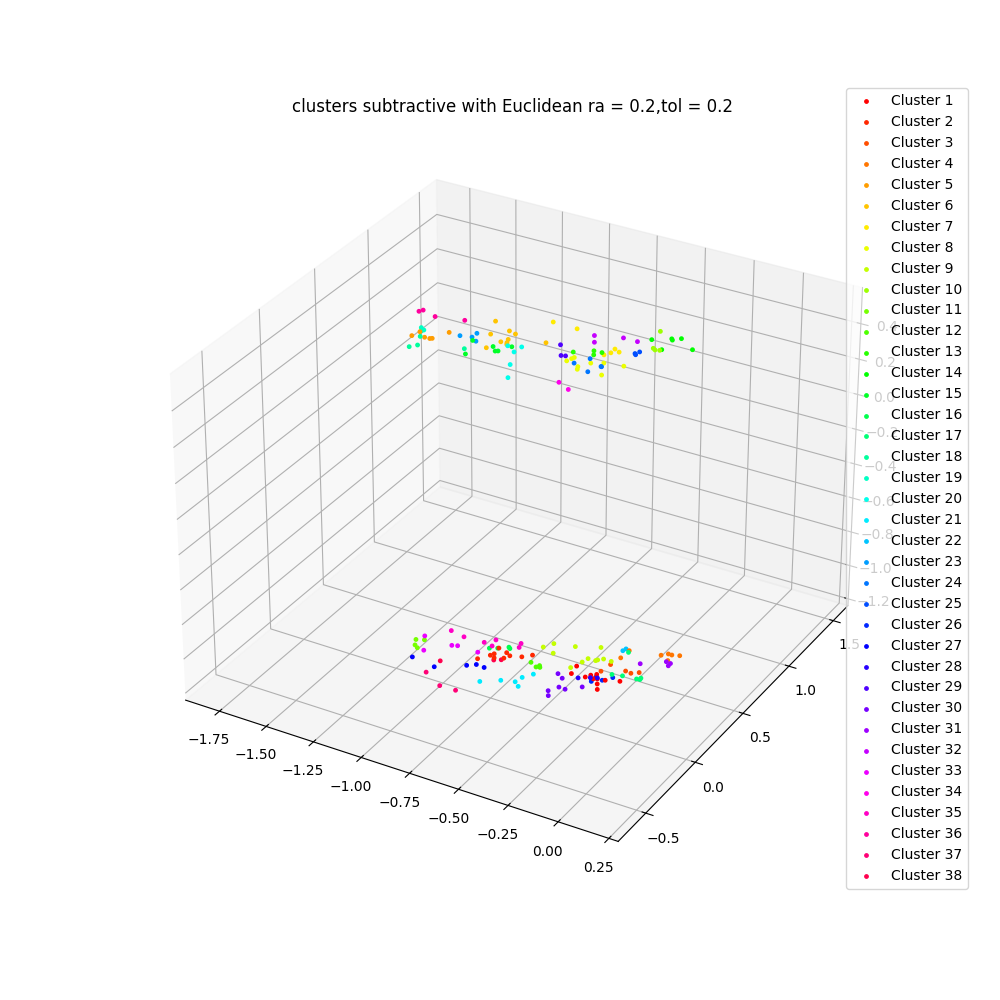 clusters subtractive with Euclidean ra = 0.2,tol = 0.2
Cluster 1
Cluster 2
Cluster 3
Cluster 4
Cluster 5
Cluster 6
Cluster 7
Cluster 8
Cluster 9
Cluster 10
Cluster 11
Cluster 12
Cluster 13
Cluster 14
Cluster 15
Cluster 16
Cluster 17
Cluster 18
Cluster 19
Cluster 20
Cluster 21
Cluster 22
Cluster 23
Cluster 24
Cluster 25
Cluster 26
Cluster 27
Cluster 28
Cluster 29
Cluster 30
Cluster 31
Cluster 32
Cluster 33
Cluster 34
Cluster 35
Cluster 36
Cluster 37
Cluster 38
0.4
0.2
0.0
−0.2
−0.4
−0.6
−0.8
−1.0
−1.2
1.5
1.0
0.5
0.0
−0.5
−1.75
−1.50
−1.25
−1.00
−0.75
−0.50
−0.25
0.00
0.25